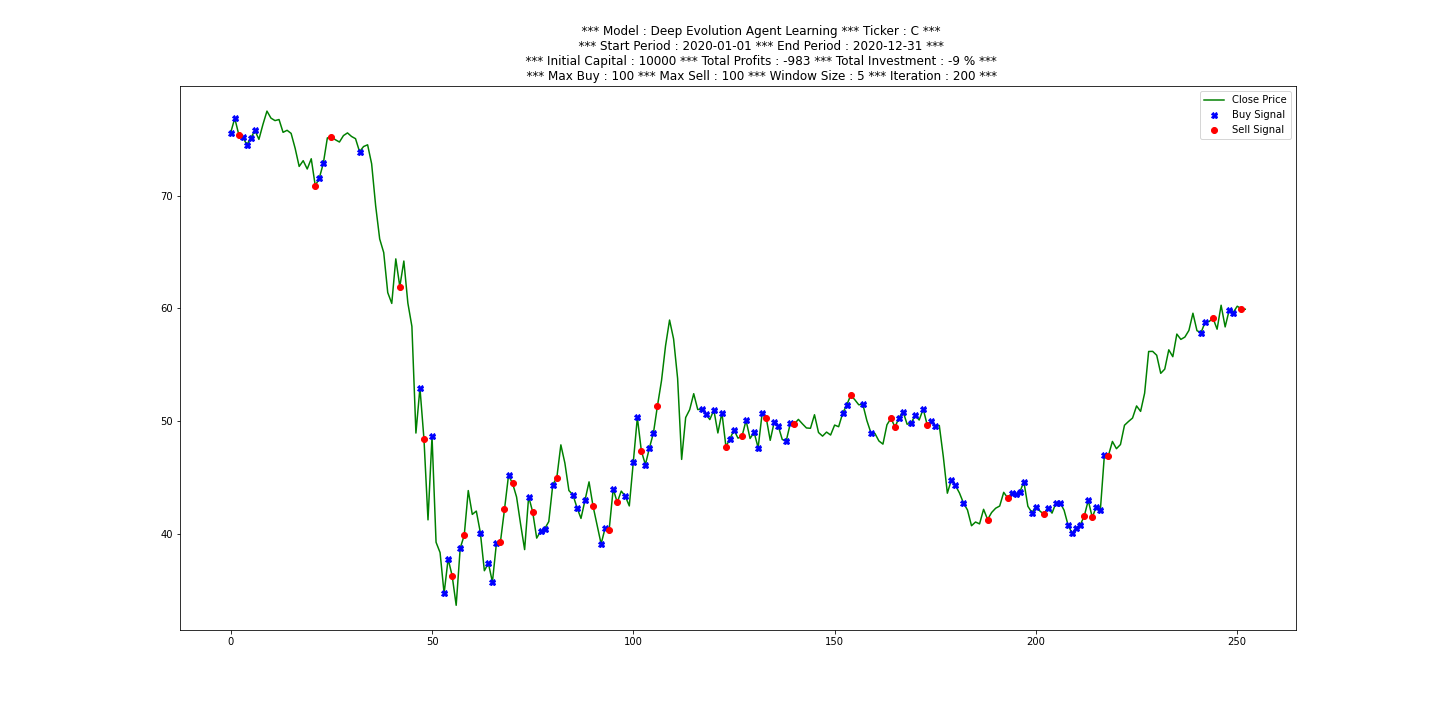 *** Model : Deep Evolution Agent Learning *** Ticker : C ***
*** Start Period : 2020-01-01 *** End Period : 2020-12-31 ***
*** Initial Capital : 10000 *** Total Profits : -983 *** Total Investment : -9 % ***
*** Max Buy : 100 *** Max Sell : 100 *** Window Size : 5 *** Iteration : 200 ***
Close Price
Buy Signal
Sell Signal
70
60
50
40
0 50 100 150 200 250